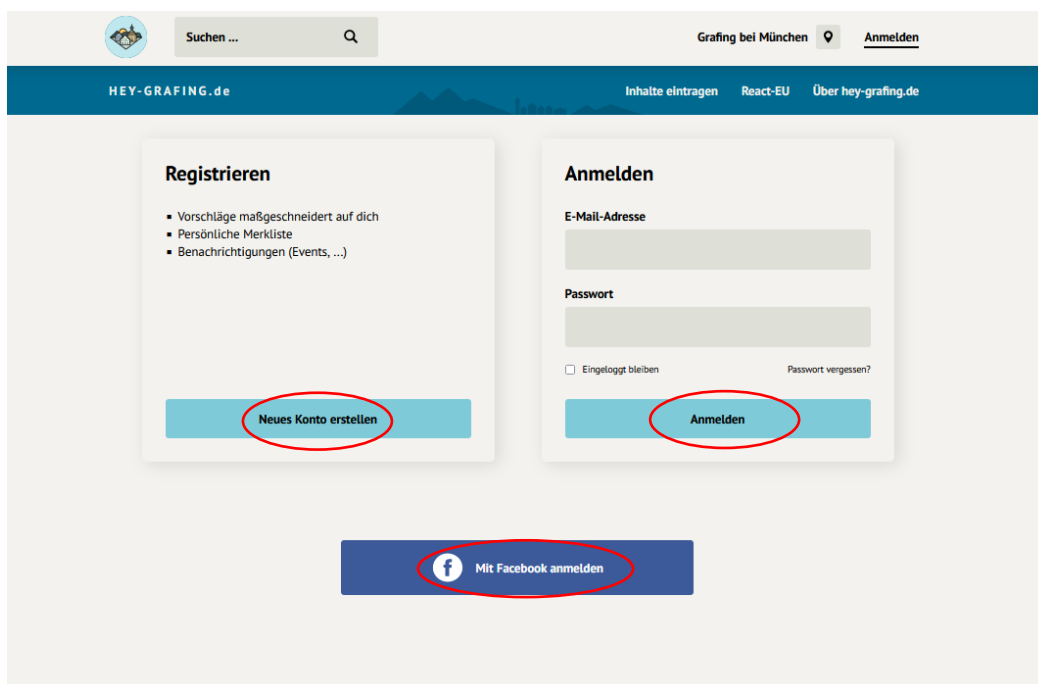 Suchen ...
Grafing bei München
Anmelden
HEY-GRAFING.de
Inhalte eintragen
React-EU
Über hey-grafing.de
Registrieren
Vorschläge maßgeschneidert auf dich
Persönliche Merkliste
Benachrichtigungen (Events, ...)
Neues Konto erstellen
Anmelden
E-Mail-Adresse
Passwort
Eingeloggt bleiben
Passwort vergessen?
Anmelden
Mit Facebook anmelden